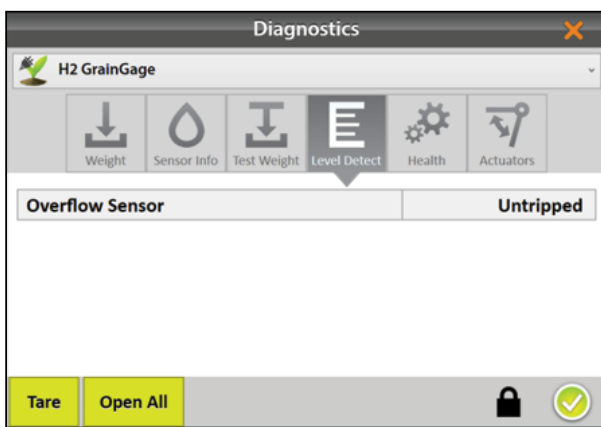 Diagnostics
H2 GrainGage
Weight Sensor Info Test Weight Level Detect Health Actuators
Overflow Sensor Untripped
Tare Open All